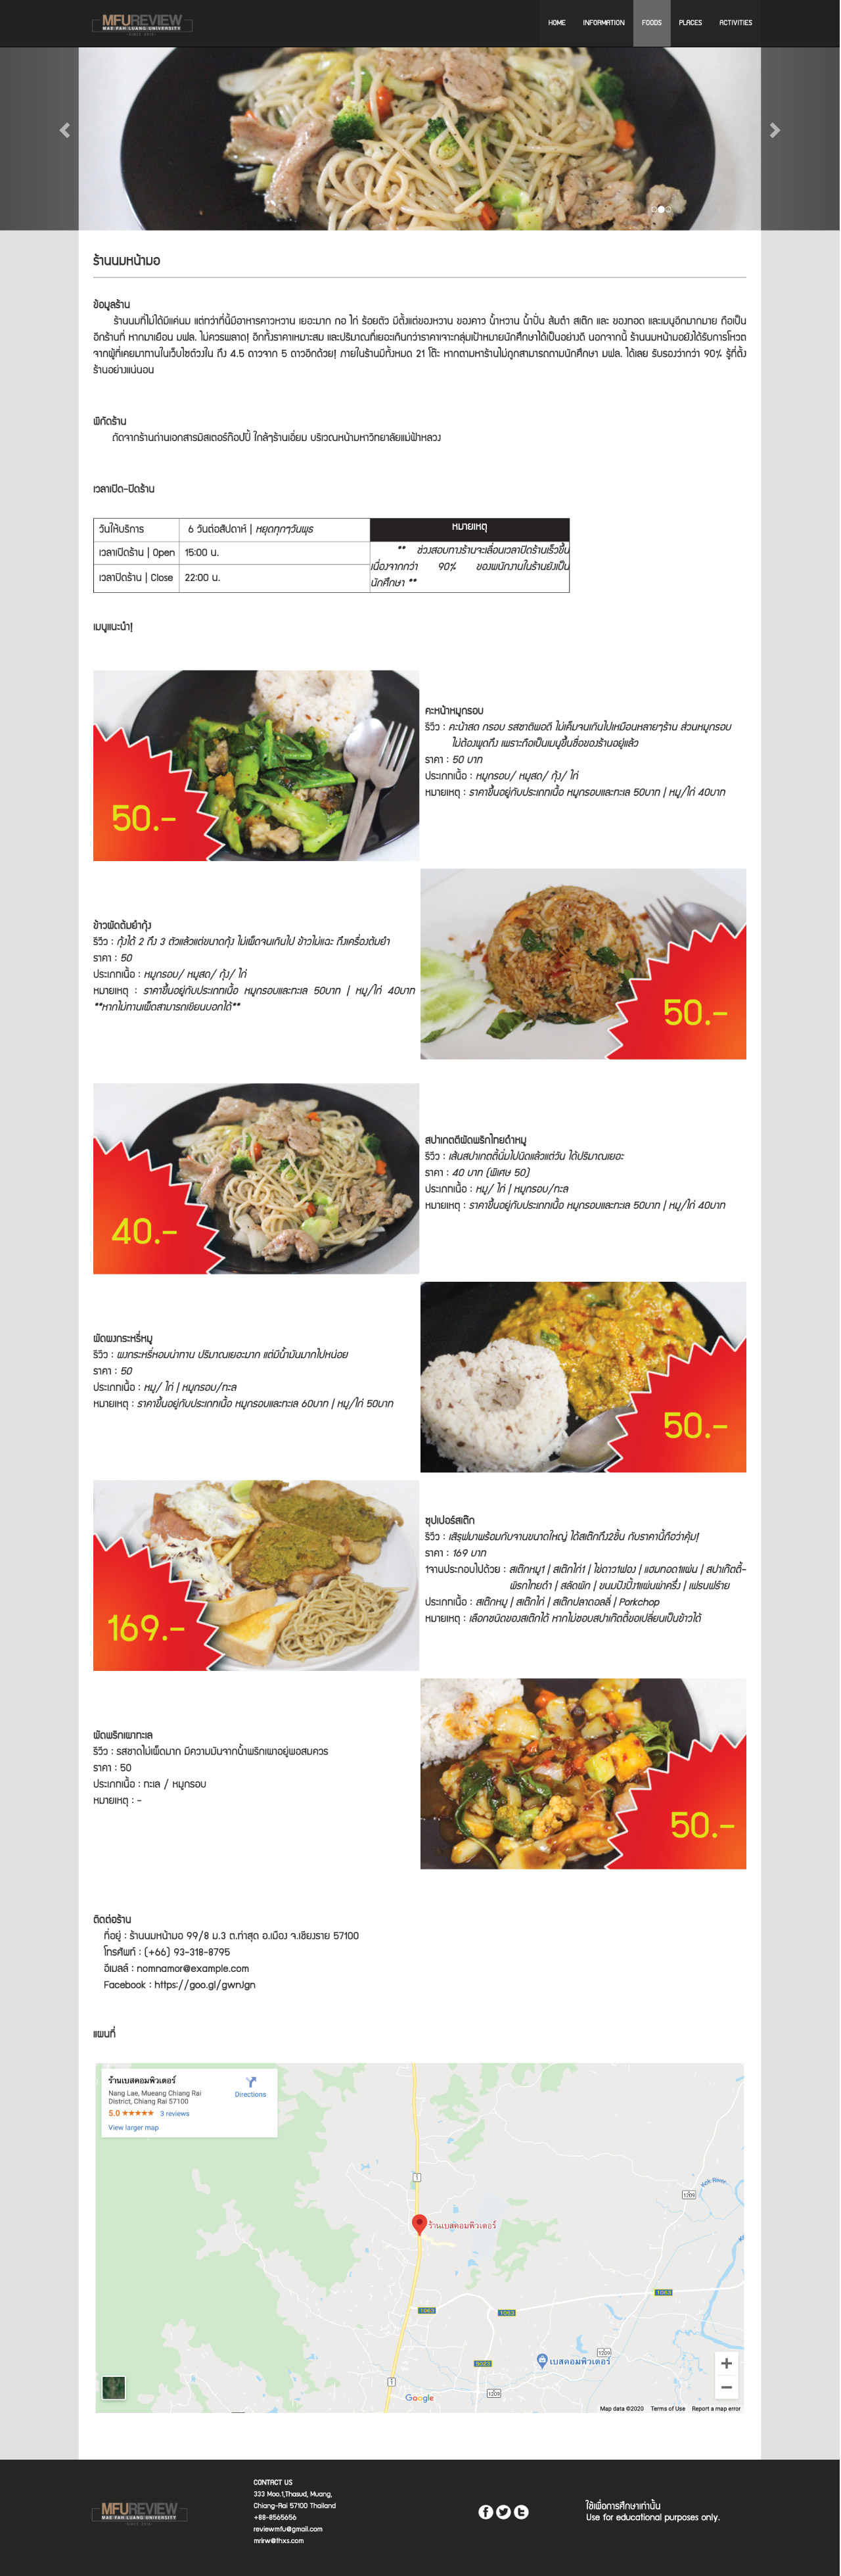 MFUREVIEW
MAE FAH LUANG UNIVERSITY
SINCE 2019
HOME INFORMATION FOODS PLACES ACTIVITIES
ร้านนมหน้ามอ
ข้อมูลร้าน
ร้านนมที่ไม่ได้มีแค่นม แต่ทว่าที่นี้มีอาหารคาวหวาน เยอะมาก กอ ไก่ ร้อยตัว มีตั้งแต่ของหวาน ของคาว น้ำหวาน น้ำปั่น ส้มตำ สเต๊ก และ ของทอด และเมนูอีกมากมาย ถือเป็น
อีกร้านที่ หากมาเยือน มฟล. ไม่ควรพลาด! อีกทั้งราคาเหมาะสม และปริมาณที่เยอะเกินกว่าราคาเจาะกลุ่มเป้าหมายนักศึกษาได้เป็นอย่างดี นอกจากนี้ ร้านนมหน้ามอยังได้รับการโหวต
จากผู้ที่เคยมาทานในเว็บไซต์วงใน ถึง 4.5 ดาวจาก 5 ดาวอีกด้วย! ภายในร้านมีทั้งหมด 21 โต๊ะ หากตามหาร้านไม่ถูกสามารถถามนักศึกษา มฟล. ได้เลย รับรองว่ากว่า 90% รู้ที่ตั้ง
ร้านอย่างแน่นอน
พิกัดร้าน
ถัดจากร้านถ่ายเอกสารมิสเตอร์ก๊อปปี้ ใกล้ๆร้านเอี่ยม บริเวณหน้ามหาวิทยาลัยแม่ฟ้าหลวง
เวลาเปิด-ปิดร้าน
วันให้บริการ 6 วันต่อสัปดาห์ | หยุดทุกๆวันพุธ หมายเหตุ
เวลาเปิดร้าน | Open 15:00 น. ** ช่วงสอบทางร้านจะเลื่อนเวลาปิดร้านเร็วขึ้น
เนื่องจากกว่า 90% ของพนักงานในร้านยังเป็น
เวลาปิดร้าน | Close 22:00 น. นักศึกษา **
เมนูแนะนำ!
50.-
คะหน้าหมูกรอบ
รีวิว : คะน้าสด กรอบ รสชาติพอดี ไม่เค็มจนเกินไปเหมือนหลายๆร้าน ส่วนหมูกรอบ
ไม่ต้องพูดถึง เพราะถือเป็นเมนูขึ้นชื่อของร้านอยู่แล้ว
ราคา : 50 บาท
ประเภทเนื้อ : หมูกรอบ/ หมูสด/ กุ้ง/ ไก่
หมายเหตุ : ราคาขึ้นอยู่กับประเภทเนื้อ หมูกรอบและทะเล 50บาท | หมู/ไก่ 40บาท
ข้าวผัดต้มยำกุ้ง
รีวิว : กุ้งได้ 2 ถึง 3 ตัวแล้วแต่ขนาดกุ้ง ไม่เผ็ดจนเกินไป ข้าวไม่แฉะ ถึงเครื่องต้มยำ
ราคา : 50
ประเภทเนื้อ : หมูกรอบ/ หมูสด/ กุ้ง/ ไก่
หมายเหตุ : ราคาขึ้นอยู่กับประเภทเนื้อ หมูกรอบและทะเล 50บาท | หมู/ไก่ 40บาท
**หากไม่ทานเผ็ดสามารถเขียนบอกได้**
50.-
40.-
สปาเกตตีผัดพริกไทยดำหมู
รีวิว : เส้นสปาเกตตี้นิ่มไปนิดแล้วแต่วัน ได้ปริมาณเยอะ
ราคา : 40 บาท (พิเศษ 50)
ประเภทเนื้อ : หมู/ ไก่ | หมูกรอบ/ทะล
หมายเหตุ : ราคาขึ้นอยู่กับประเภทเนื้อ หมูกรอบและทะเล 50บาท | หมู/ไก่ 40บาท
ผัดผงกระหรี่หมู
รีวิว : ผงกระหรี่หอมน่าทาน ปริมาณเยอะมาก แต่มีน้ำมันมากไปหน่อย
ราคา : 50
ประเภทเนื้อ : หมู/ ไก่ | หมูกรอบ/ทะล
หมายเหตุ : ราคาขึ้นอยู่กับประเภทเนื้อ หมูกรอบและทะเล 60บาท | หมู/ไก่ 50บาท
50.-
169.-
ซุปเปอร์สเต๊ก
รีวิว : เสิรฟมาพร้อมกับจานขนาดใหญ่ ได้สเต๊กถึง2ชิ้น กับราคานี้ถือว่าคุ้ม!
ราคา : 169 บาท
1จานประกอบไปด้วย : สเต๊กหมู1 | สเต๊กไก่1 | ไข่ดาว1ฟอง | แฮมทอด1แผ่น | สปาเก๊ตตี้-
พิรกไทยดำ | สลัดผัก | ขนมปังปิ้ง1แผ่นผ่าครึ่ง | เฟรนฟร้าย
ประเภทเนื้อ : สเต๊กหมู | สเต๊กไก่ | สเต๊กปลาดอลลี่ | Porkchop
หมายเหตุ : เลือกชนิดของสเต๊กได้ หากไม่ชอบสปาเก๊ตตี้ขอเปลี่ยนเป็นข้าวได้
ผัดพริกเผาทะเล
รีวิว : รสชาดไม่เผ็ดมาก มีความมันจากน้ำพริกเผาอยู่พอสมควร
ราคา : 50
ประเภทเนื้อ : ทะเล / หมูกรอบ
หมายเหตุ : -
50.-
ติดต่อร้าน
ที่อยู่ : ร้านนมหน้ามอ 99/8 ม.3 ต.ท่าสุด อ.เมือง จ.เชียงราย 57100
โทรศัพท์ : (+66) 93-318-8795
อีเมลล์ : nomnamor@example.com
Facebook : https://goo.gl/gwnJgn
แผนที่
ร้านเบสคอมพิวเตอร์
Nang Lae, Mueang Chiang Rai
District, Chiang Rai 57100
Directions
5.0 ★★★★★ 3 reviews
View larger map
1
Kok River
1209
ร้านเบสคอมพิวเตอร์
1063
1063
1063
1209
เบสคอมพิวเตอร์
5023
1
1209
Google
Map data ©2020 Terms of Use Report a map error
MFUREVIEW
MAE FAH LUANG UNIVERSITY
SINCE 2019
CONTACT US
333 Moo.1,Thasud, Muang,
Chiang-Rai 57100 Thailand
+88-8565656
reviewmfu@gmail.com
mrirw@thxs.com
ใช้เพื่อการศึกษาเท่านั้น
Use for educational purposes only.